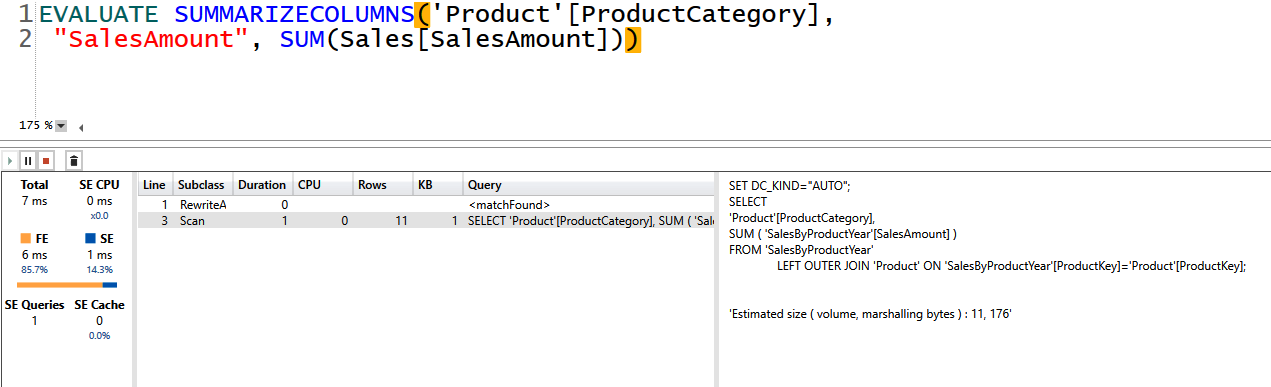 1 EVALUATE SUMMARIZECOLUMNS('Product'[ProductCategory],
2 "SalesAmount", SUM(Sales[SalesAmount]))
175 %
Total SE CPU
7 ms 0 ms
x0.0
FE SE
6 ms 1 ms
85.7% 14.3%
SE Queries SE Cache
1 0
0.0%
Line Subclass Duration CPU Rows KB Query
1 RewriteA 0 <matchFound>
3 Scan 1 0 11 1 SELECT 'Product'[ProductCategory], SUM ( 'Sal
SET DC_KIND="AUTO";
SELECT
'Product'[ProductCategory],
SUM ( 'SalesByProductYear'[SalesAmount] )
FROM 'SalesByProductYear'
LEFT OUTER JOIN 'Product' ON 'SalesByProductYear'[ProductKey]='Product'[ProductKey];
'Estimated size ( volume, marshalling bytes ) : 11, 176'